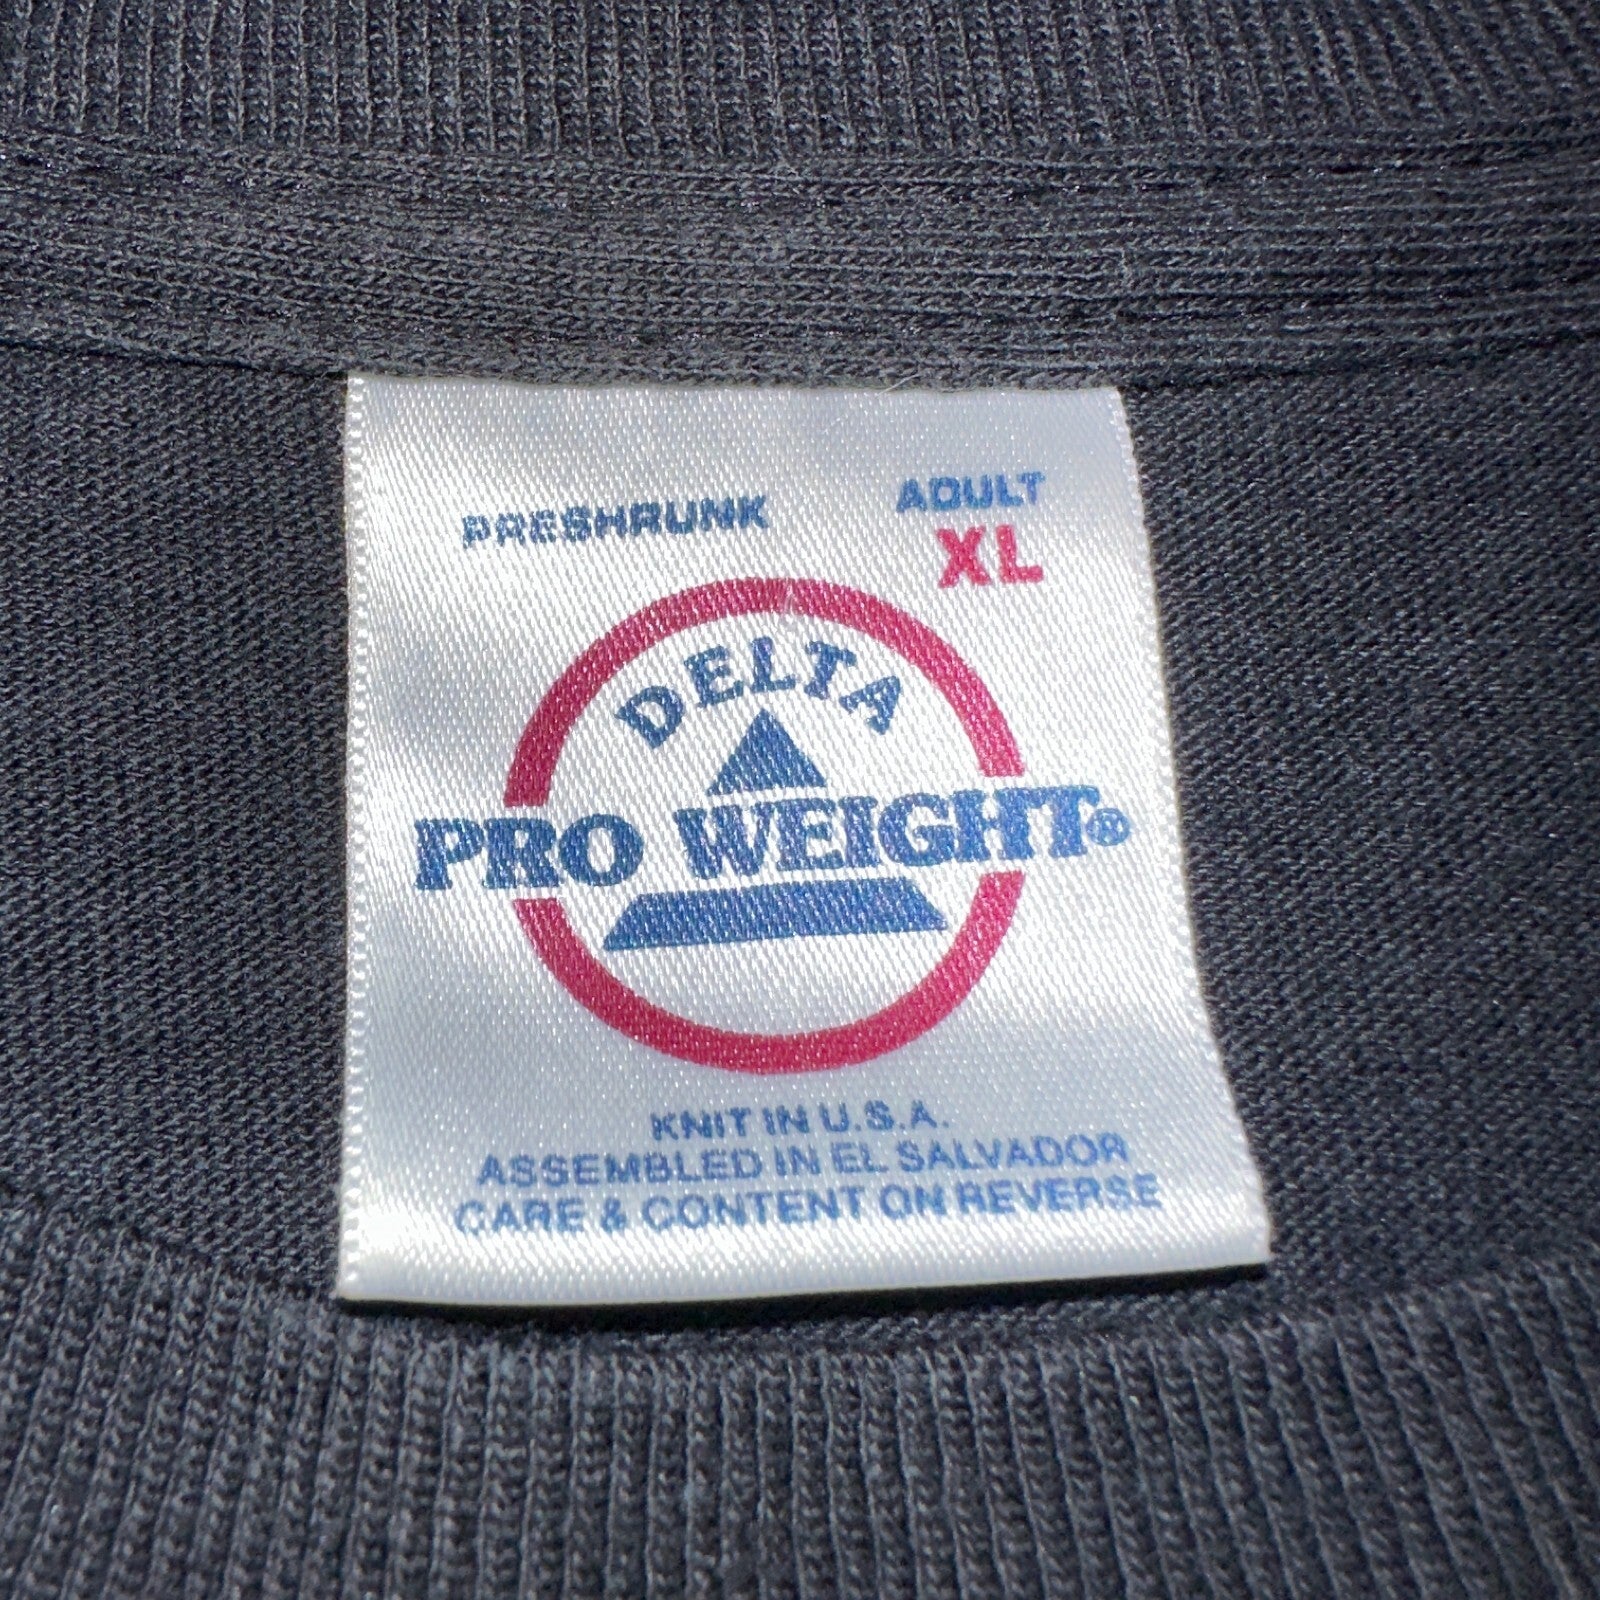 PRESHRUNK
ADULT
XL
DELTA
PRO WEIGHT®
KNIT IN U.S.A.
ASSEMBLED IN EL SALVADOR
CARE & CONTENT ON REVERSE